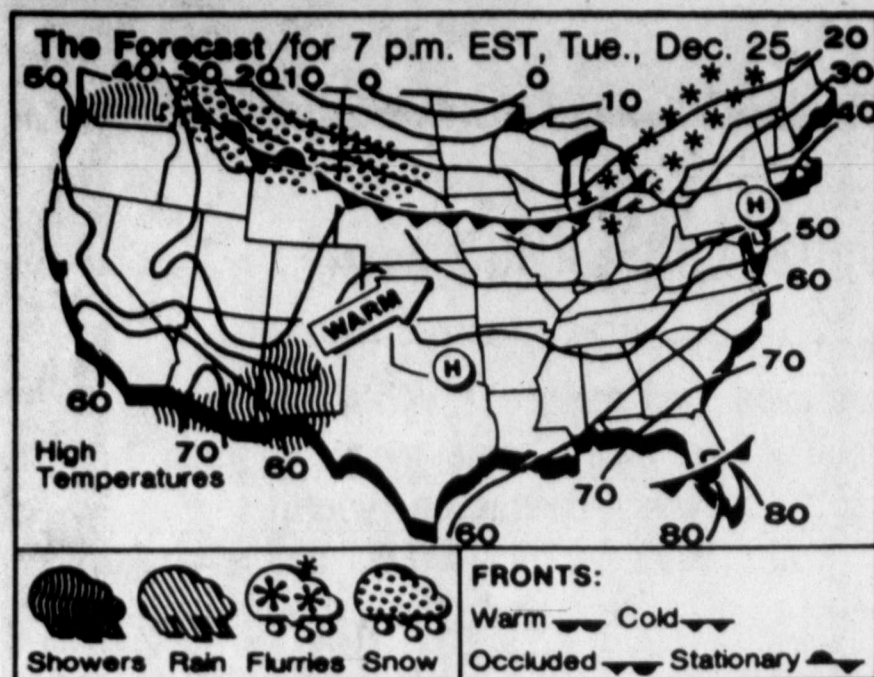 The Forecast for 7 p.m. EST, Tue., Dec. 25
50 40 30 20 10 0 0 10 20
30
40
H
50
60
WARM
H
70
60
High 70 60
Temperatures
70
60 80 80
FRONTS:
Warm Cold
Showers Rain Flurries Snow Occluded Stationary